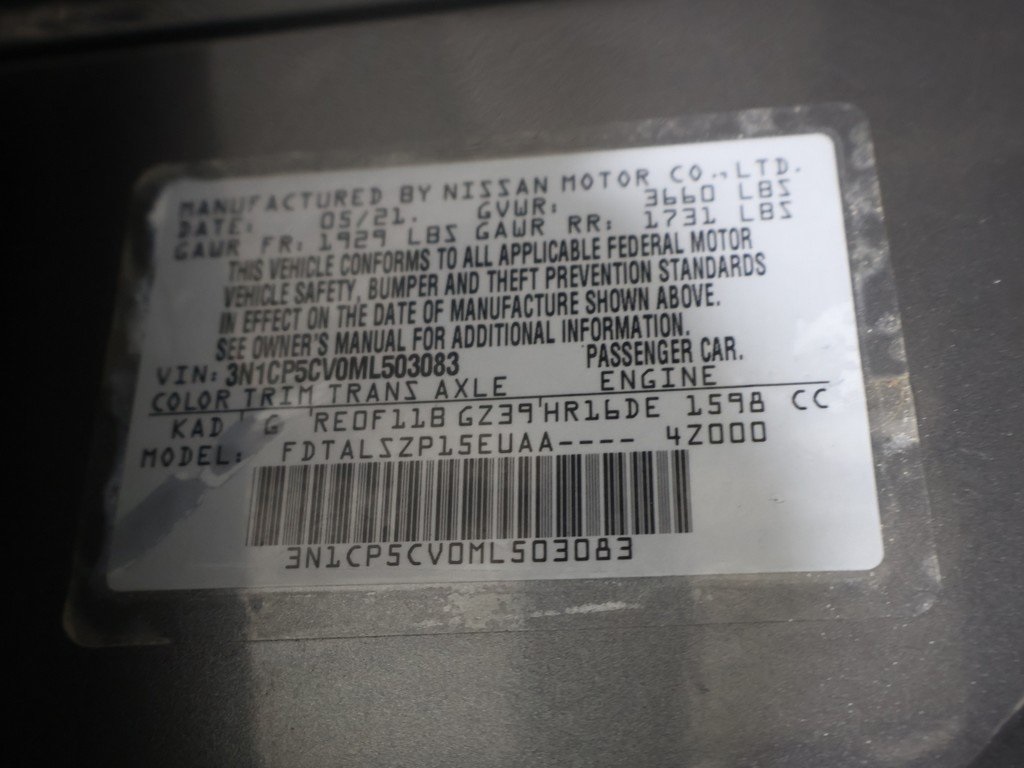 MANUFACTURED BY NISSAN MOTOR CO., LTD.
DATE: 05/21. GVWR: 3660 LBS
GAWR FR: 1929 LBS GAWR RR: 1731 LBS
THIS VEHICLE CONFORMS TO ALL APPLICABLE FEDERAL MOTOR
VEHICLE SAFETY, BUMPER AND THEFT PREVENTION STANDARDS
IN EFFECT ON THE DATE OF MANUFACTURE SHOWN ABOVE.
SEE OWNER'S MANUAL FOR ADDITIONAL INFORMATION.
VIN: 3N1CP5CV0ML503083 PASSENGER CAR.
COLOR TRIM TRANS AXLE ENGINE
KAD G RE0F11B GZ39 HR16DE 1598 CC
MODEL: FDTALSZP15EUAA---- 4Z000
3N1CP5CV0ML503083